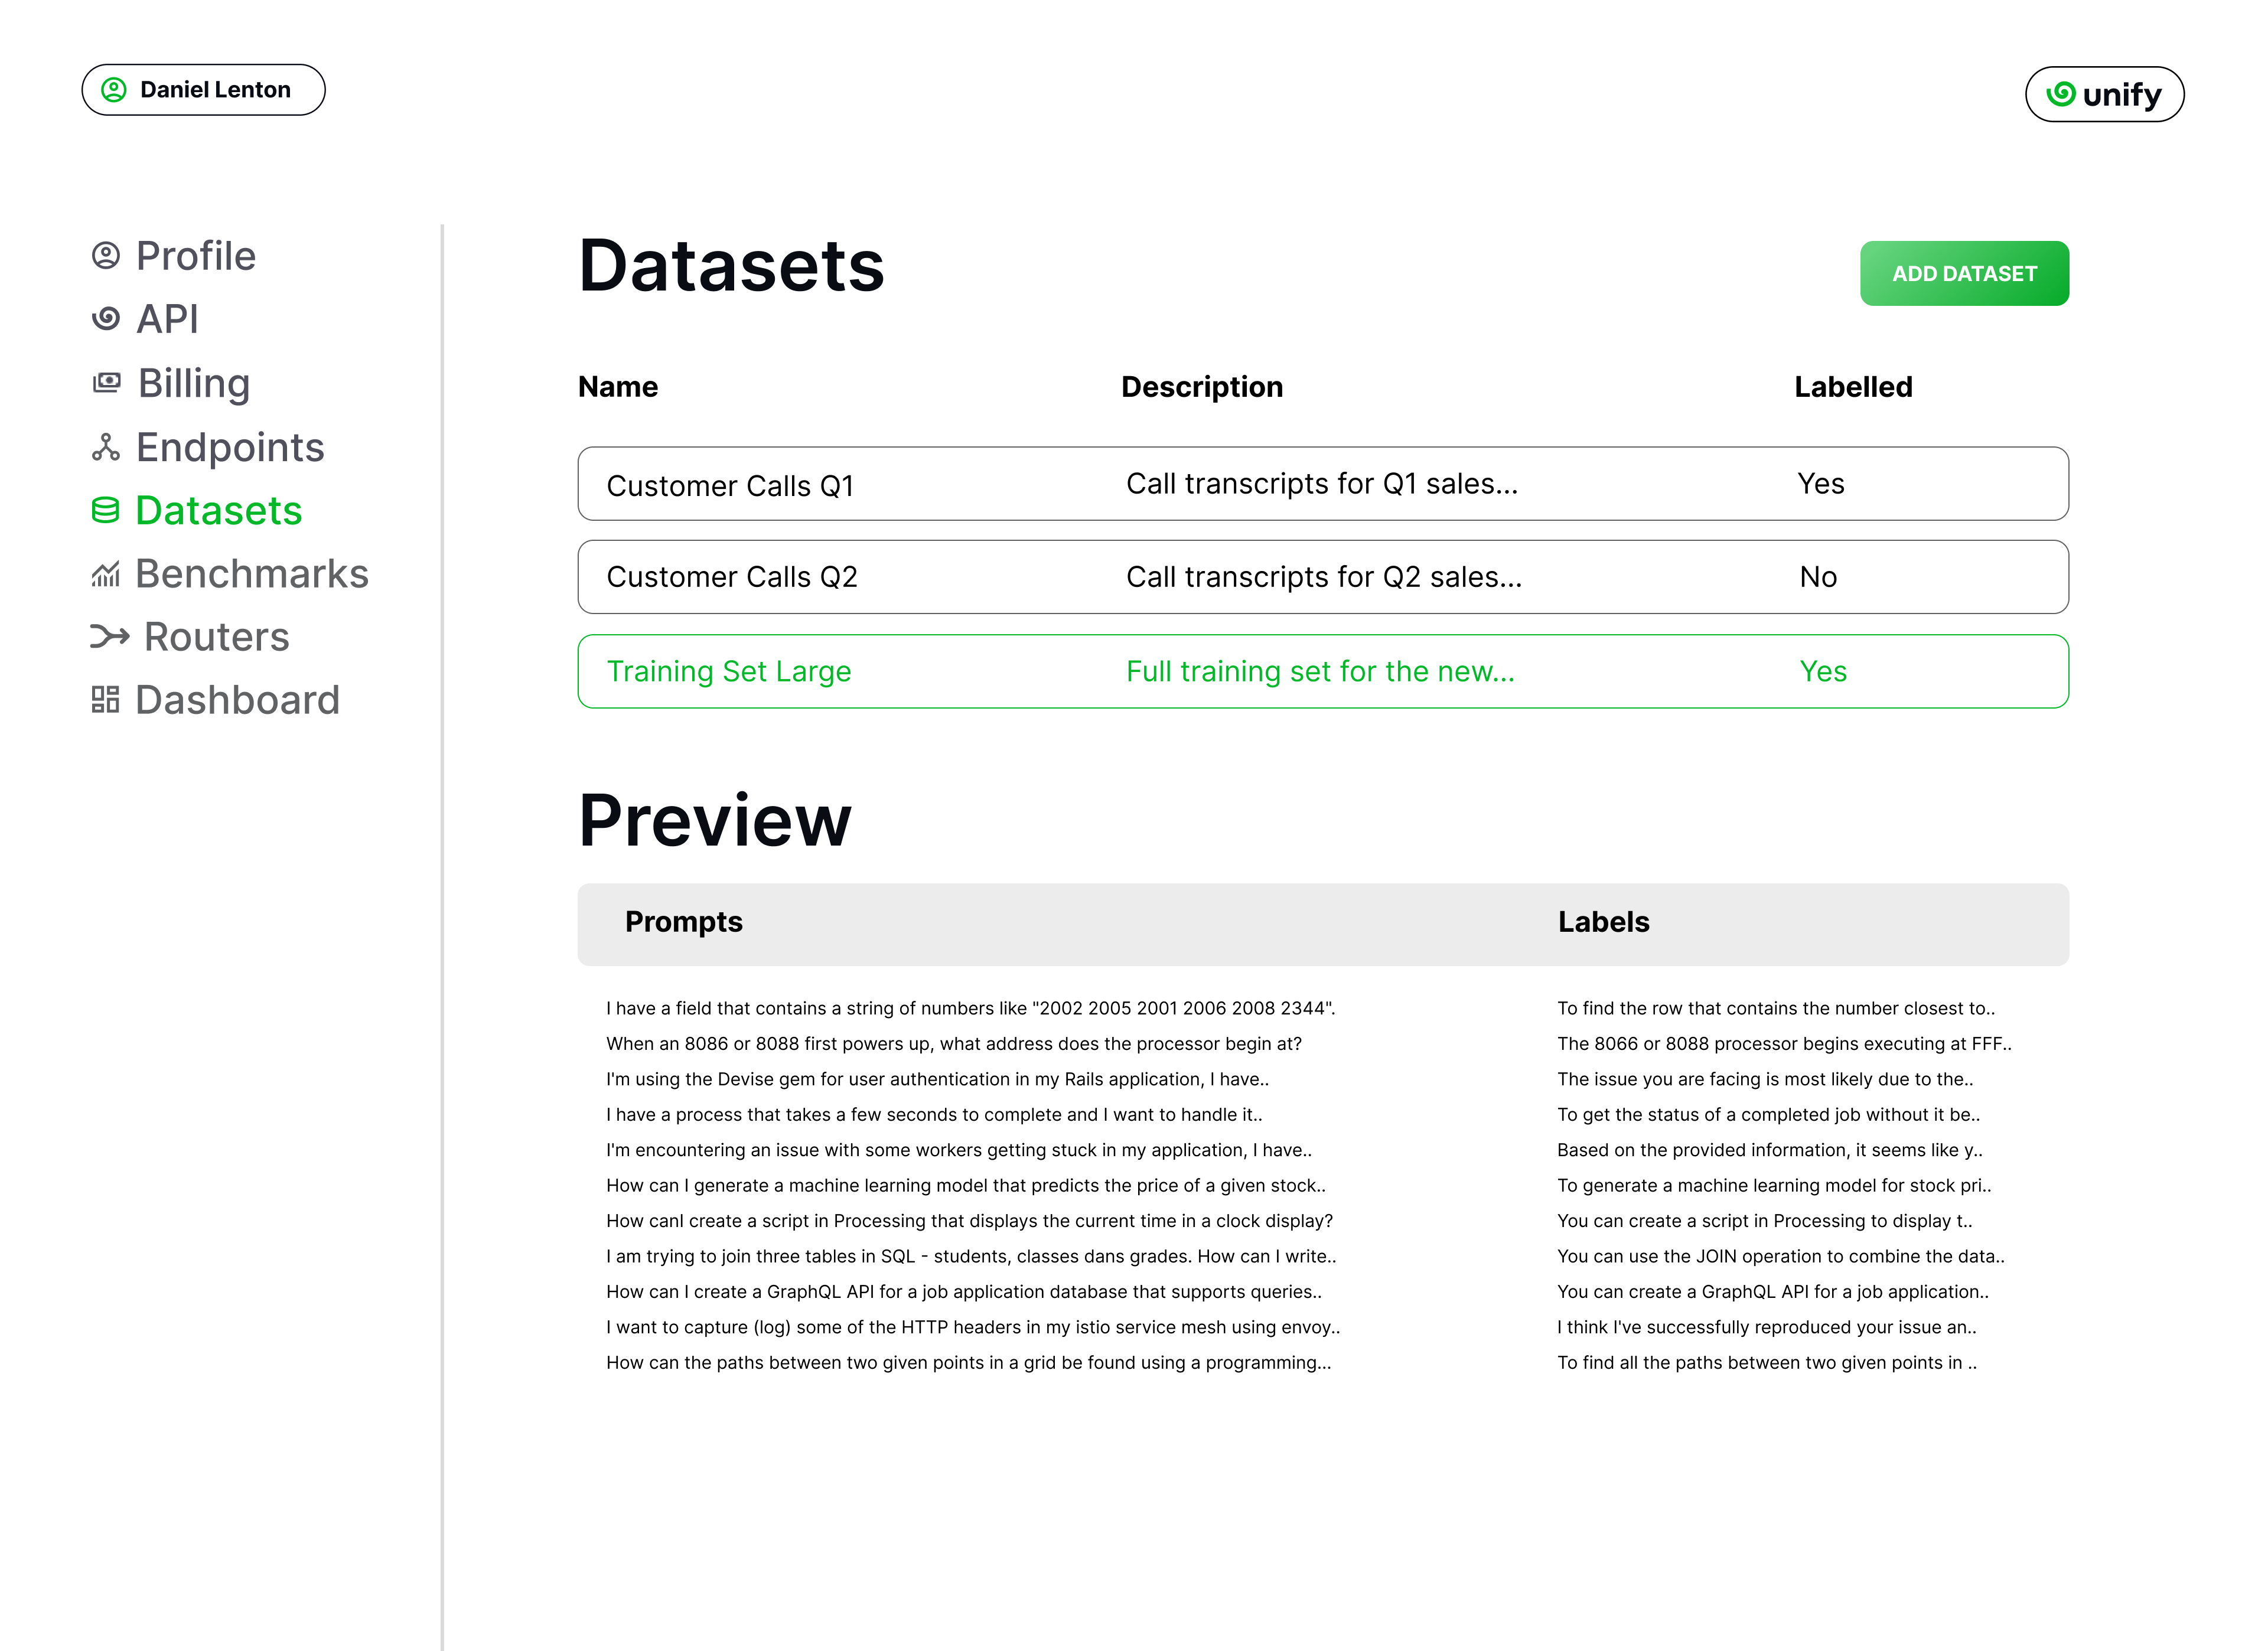 Daniel Lenton
unify
Profile
API
Billing
Endpoints
Datasets
Benchmarks
Routers
Dashboard
Datasets
ADD DATASET
Name Description Labelled
Customer Calls Q1 Call transcripts for Q1 sales... Yes
Customer Calls Q2 Call transcripts for Q2 sales... No
Training Set Large Full training set for the new... Yes
Preview
Prompts Labels
I have a field that contains a string of numbers like "2002 2005 2001 2006 2008 2344". To find the row that contains the number closest to..
When an 8086 or 8088 first powers up, what address does the processor begin at? The 8066 or 8088 processor begins executing at FFF..
I'm using the Devise gem for user authentication in my Rails application, I have.. The issue you are facing is most likely due to the..
I have a process that takes a few seconds to complete and I want to handle it.. To get the status of a completed job without it be..
I'm encountering an issue with some workers getting stuck in my application, I have.. Based on the provided information, it seems like y..
How can I generate a machine learning model that predicts the price of a given stock.. To generate a machine learning model for stock pri..
How canI create a script in Processing that displays the current time in a clock display? You can create a script in Processing to display t..
I am trying to join three tables in SQL - students, classes dans grades. How can I write.. You can use the JOIN operation to combine the data..
How can I create a GraphQL API for a job application database that supports queries.. You can create a GraphQL API for a job application..
I want to capture (log) some of the HTTP headers in my istio service mesh using envoy.. I think I've successfully reproduced your issue an..
How can the paths between two given points in a grid be found using a programming... To find all the paths between two given points in ..